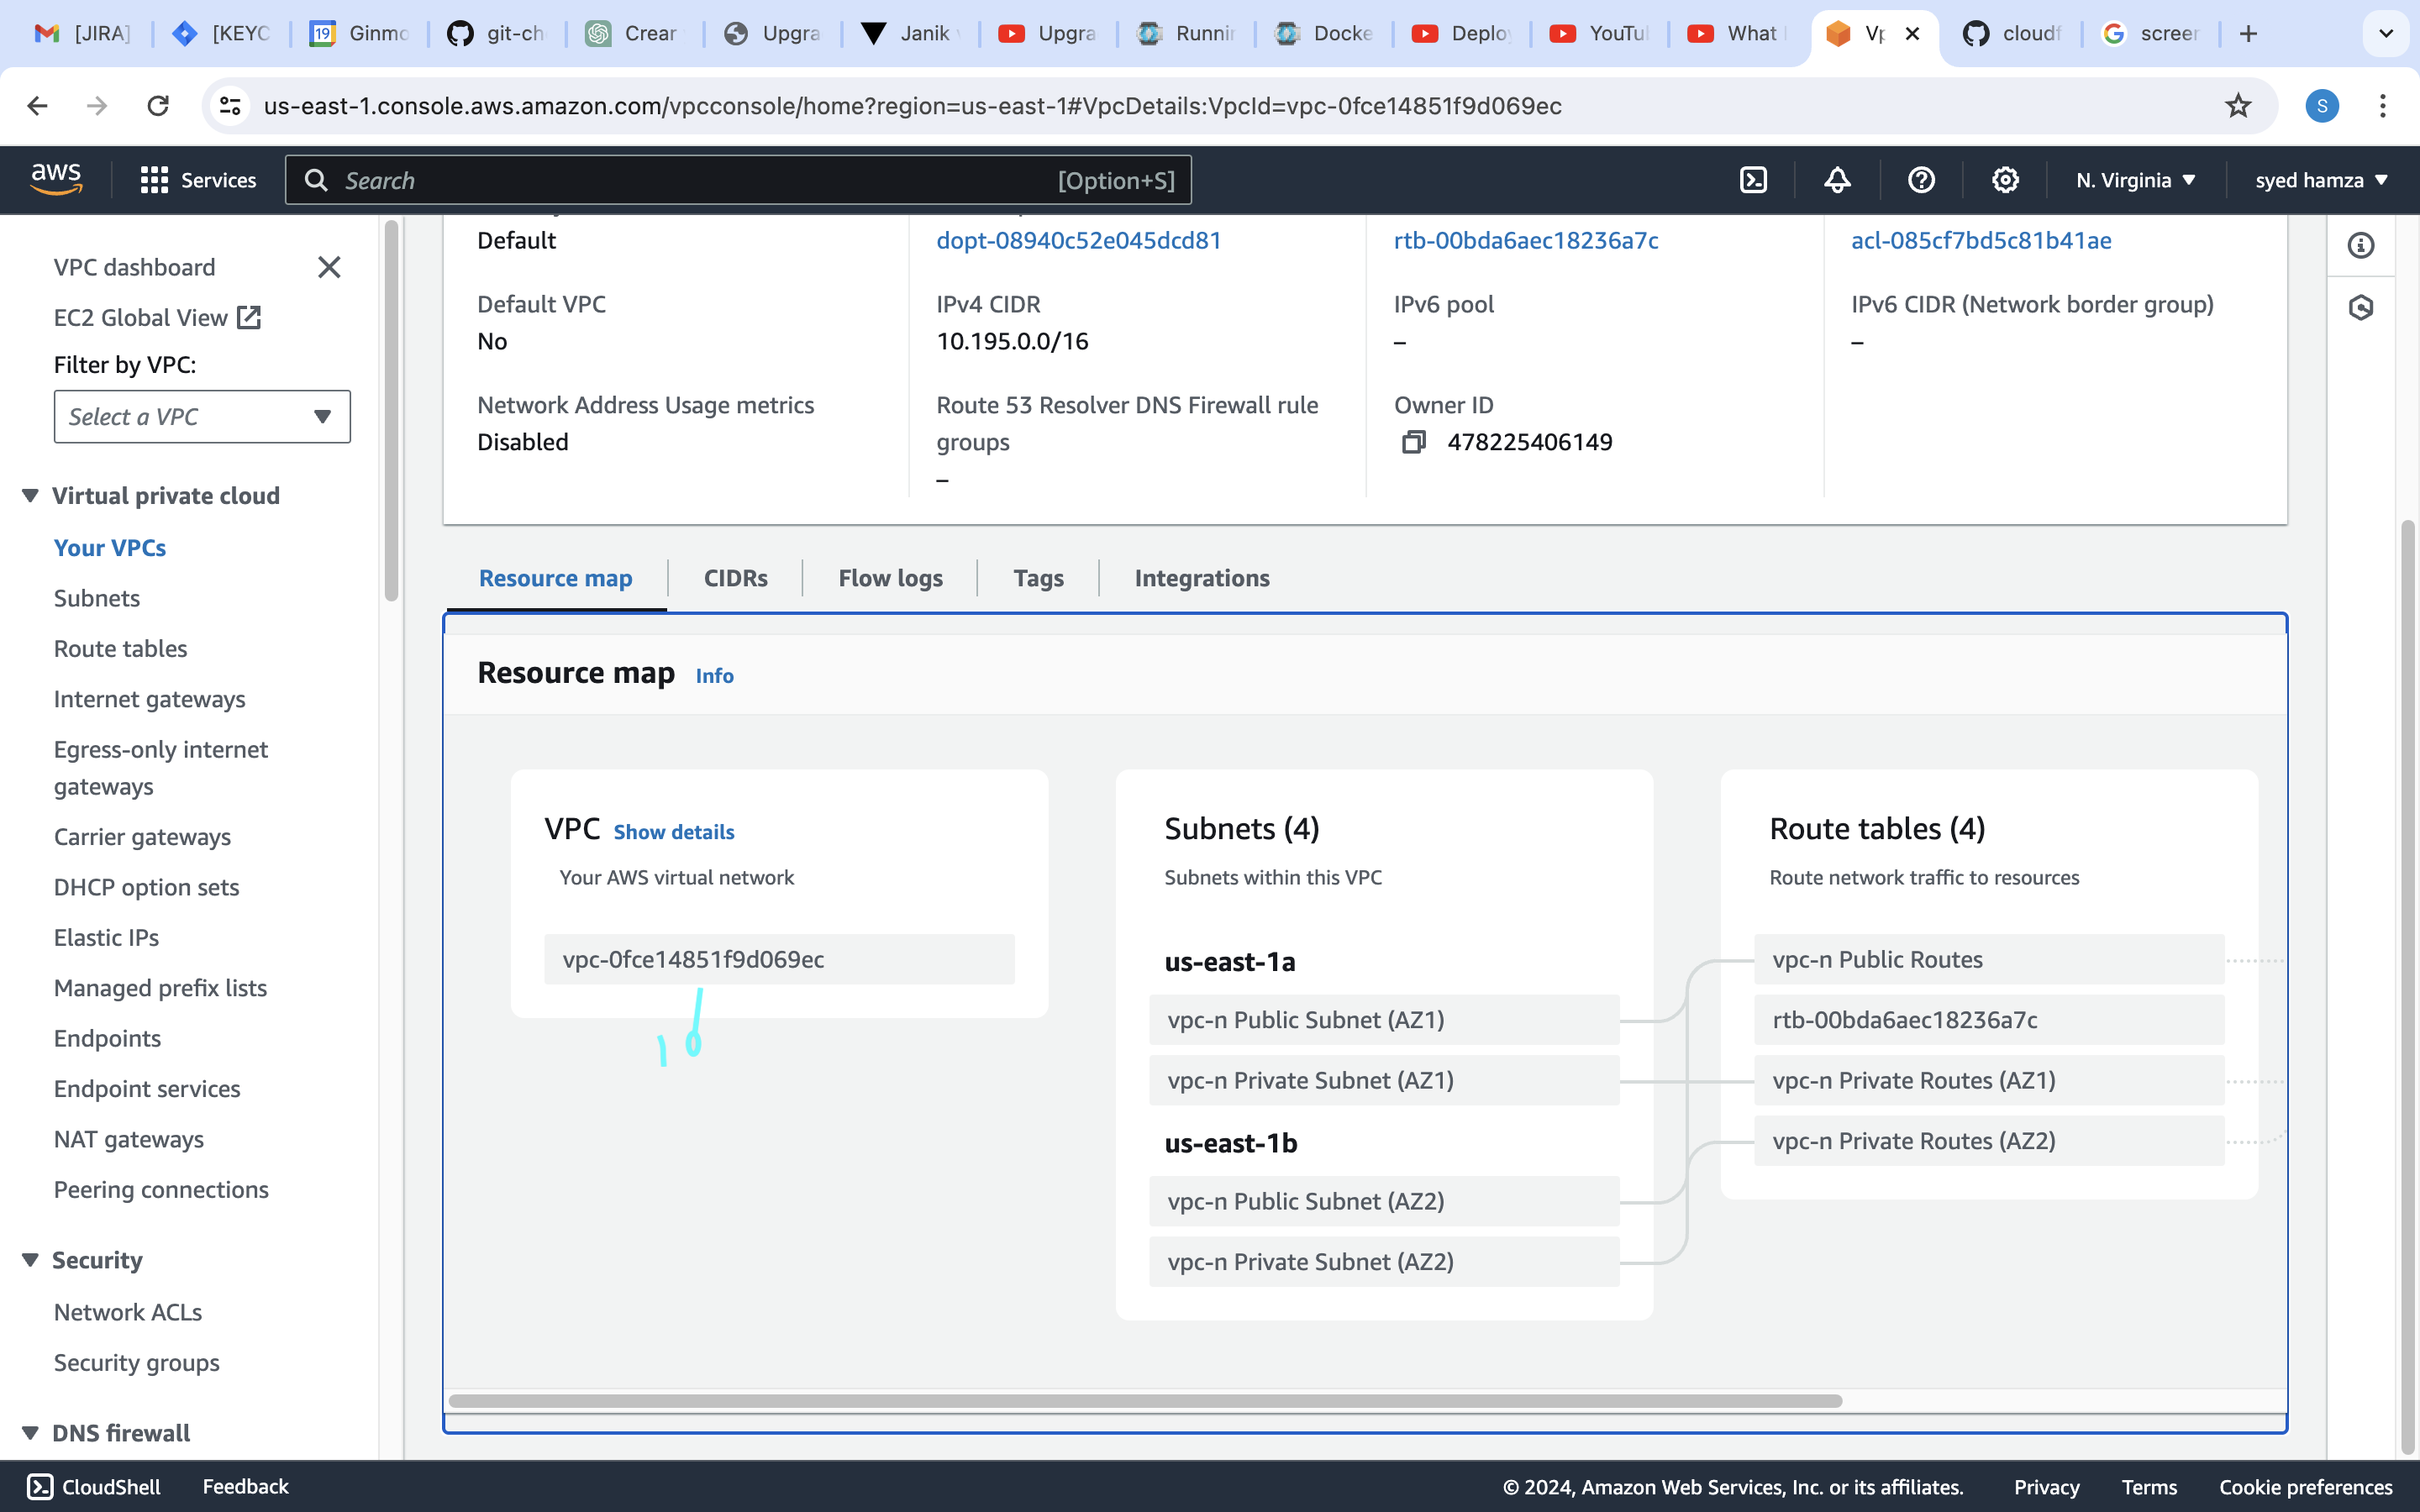 [JIRA]
[KEYC
19
Ginmo
git-ch
Crear
Upgra
Janik
Upgra
Runnin
Docke
Deploy
YouTu
What
Vp
cloudf
screen
us-east-1.console.aws.amazon.com/vpcconsole/home?region=us-east-1#VpcDetails:VpcId=vpc-0fce14851f9d069ec
S
aws
Services
Search
[Option+S]
N. Virginia
syed hamza
VPC dashboard
EC2 Global View
Filter by VPC:
Select a VPC
Virtual private cloud
Your VPCs
Subnets
Route tables
Internet gateways
Egress-only internet
gateways
Carrier gateways
DHCP option sets
Elastic IPs
Managed prefix lists
Endpoints
Endpoint services
NAT gateways
Peering connections
Security
Network ACLs
Security groups
DNS firewall
Default
dopt-08940c52e045dcd81
rtb-00bda6aec18236a7c
acl-085cf7bd5c81b41ae
Default VPC
No
IPv4 CIDR
10.195.0.0/16
IPv6 pool
–
IPv6 CIDR (Network border group)
–
Network Address Usage metrics
Disabled
Route 53 Resolver DNS Firewall rule
groups
–
Owner ID
478225406149
Resource map
CIDRs
Flow logs
Tags
Integrations
Resource map Info
VPC Show details
Your AWS virtual network
vpc-0fce14851f9d069ec
Subnets (4)
Subnets within this VPC
us-east-1a
vpc-n Public Subnet (AZ1)
vpc-n Private Subnet (AZ1)
us-east-1b
vpc-n Public Subnet (AZ2)
vpc-n Private Subnet (AZ2)
Route tables (4)
Route network traffic to resources
vpc-n Public Routes
rtb-00bda6aec18236a7c
vpc-n Private Routes (AZ1)
vpc-n Private Routes (AZ2)
CloudShell
Feedback
© 2024, Amazon Web Services, Inc. or its affiliates.
Privacy
Terms
Cookie preferences